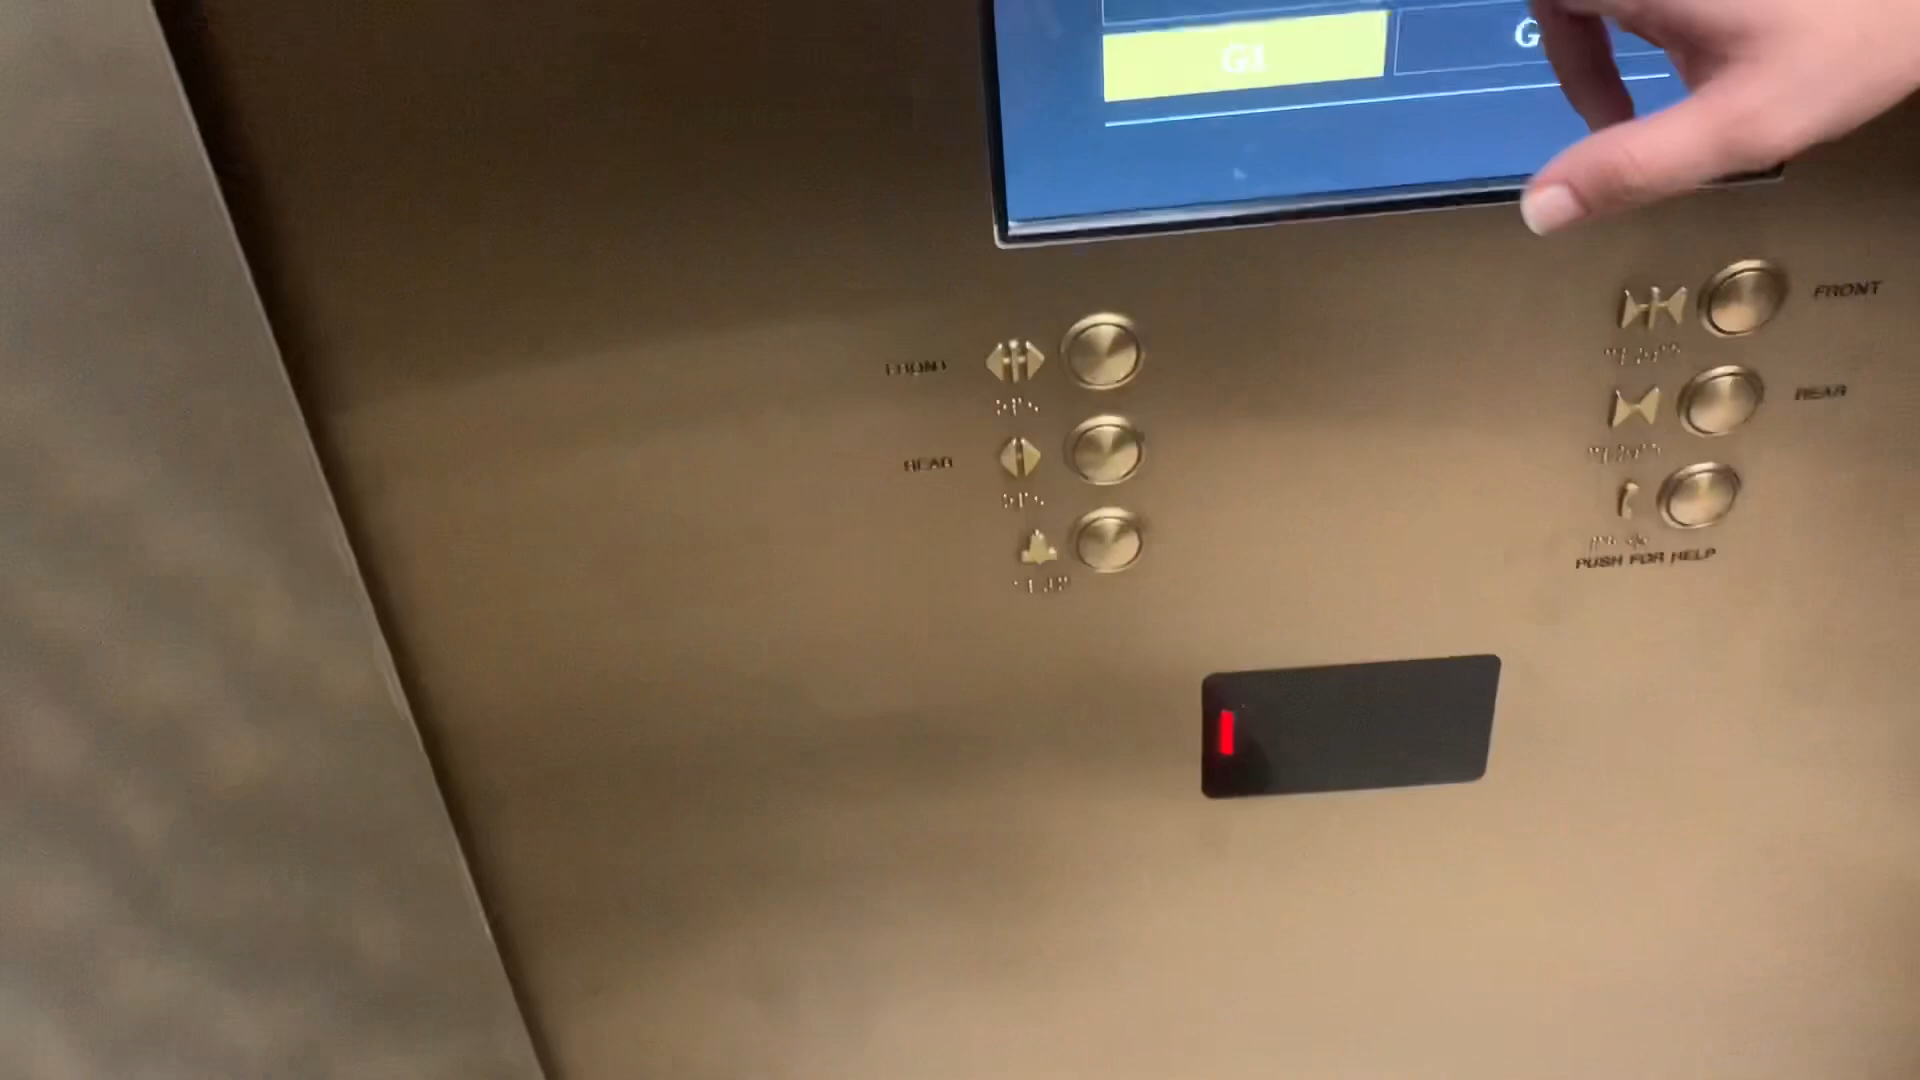 G1
FRONT
REAR
FRONT
REAR
PUSH FOR HELP